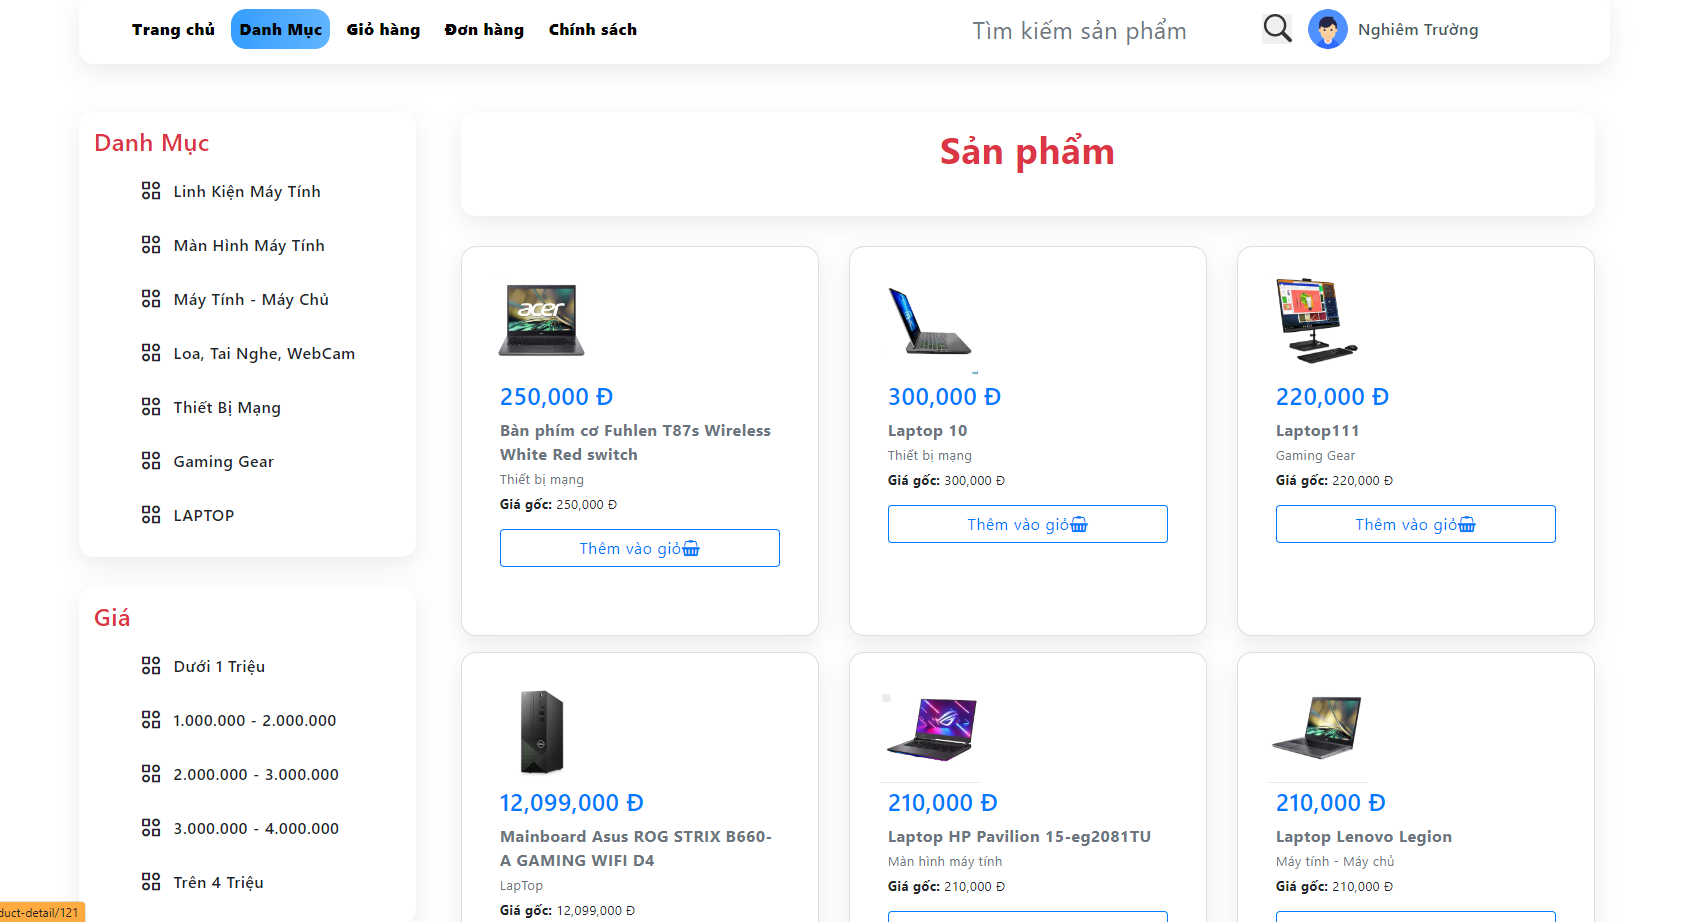 Trang chủ
Danh Mục
Giỏ hàng
Đơn hàng
Chính sách
Tìm kiếm sản phẩm
Nghiêm Trường
Danh Mục
Linh Kiện Máy Tính
Màn Hình Máy Tính
Máy Tính - Máy Chủ
Loa, Tai Nghe, WebCam
Thiết Bị Mạng
Gaming Gear
LAPTOP
Giá
Dưới 1 Triệu
1.000.000 - 2.000.000
2.000.000 - 3.000.000
3.000.000 - 4.000.000
Trên 4 Triệu
Sản phẩm
acer
250,000 Đ
Bàn phím cơ Fuhlen T87s Wireless
White Red switch
Thiết bị mạng
Giá gốc: 250,000 Đ
Thêm vào giỏ
300,000 Đ
Laptop 10
Thiết bị mạng
Giá gốc: 300,000 Đ
Thêm vào giỏ
220,000 Đ
Laptop111
Gaming Gear
Giá gốc: 220,000 Đ
Thêm vào giỏ
12,099,000 Đ
Mainboard Asus ROG STRIX B660-
A GAMING WIFI D4
LapTop
Giá gốc: 12,099,000 Đ
210,000 Đ
Laptop HP Pavilion 15-eg2081TU
Màn hình máy tính
Giá gốc: 210,000 Đ
210,000 Đ
Laptop Lenovo Legion
Máy tính - Máy chủ
Giá gốc: 210,000 Đ
duct-detail/121